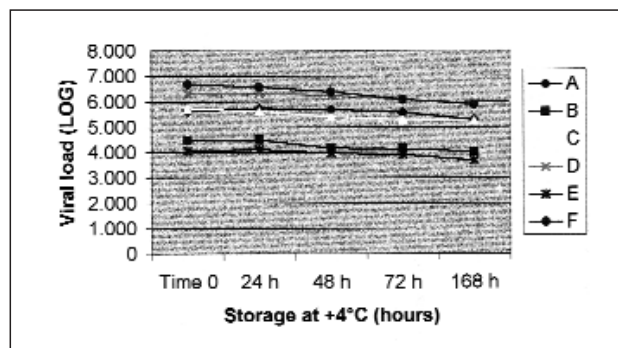 8.000
7.000
6.000
5.000
4.000
3.000
2.000
1.000
0
Viral load (LOG)
Time 0 24 h 48 h 72 h 168 h
Storage at +4°C (hours)
A
B
C
D
E
F